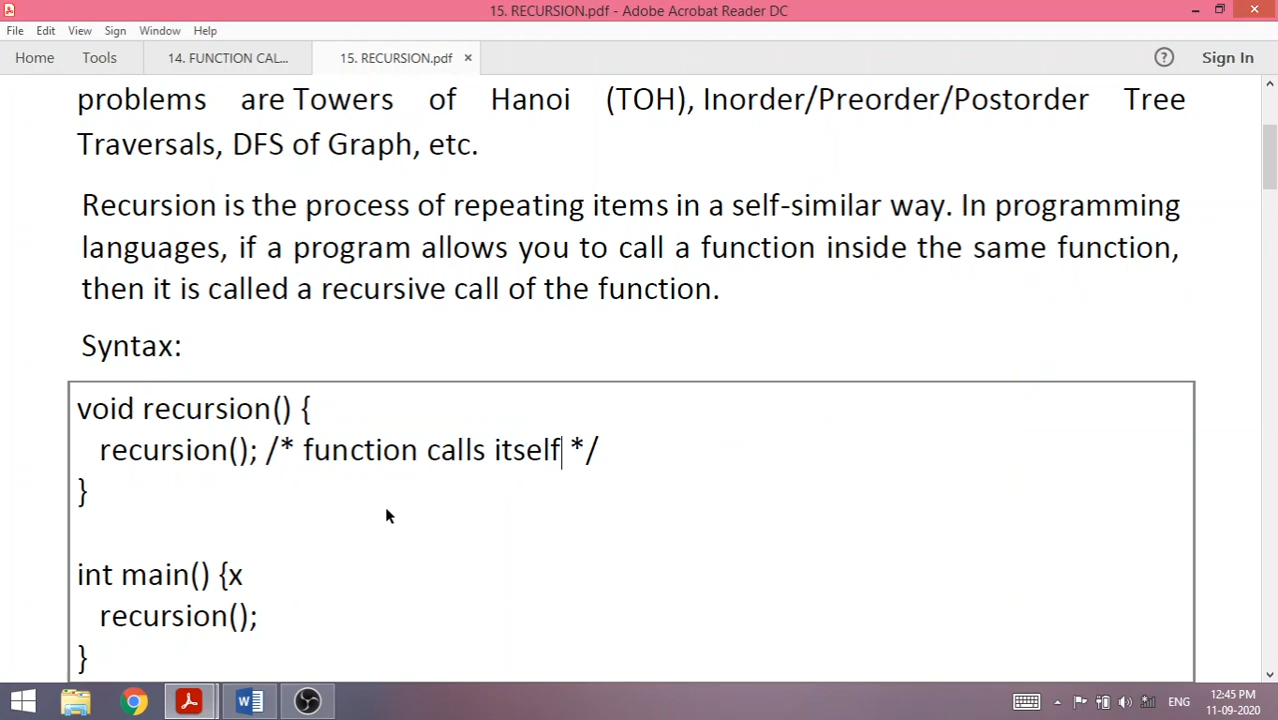 15. RECURSION.pdf - Adobe Acrobat Reader DC
File Edit View Sign Window Help
Home Tools 14. FUNCTION CAL... 15. RECURSION.pdf × ? Sign In
problems are Towers of Hanoi (TOH), Inorder/Preorder/Postorder Tree
Traversals, DFS of Graph, etc.
Recursion is the process of repeating items in a self-similar way. In programming
languages, if a program allows you to call a function inside the same function,
then it is called a recursive call of the function.
Syntax:
void recursion() {
recursion(); /* function calls itself */
}
int main() {x
recursion();
}
ENG
12:45 PM
11-09-2020